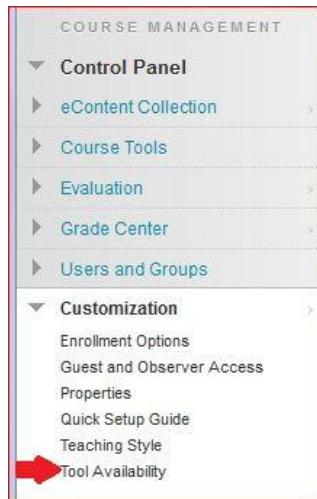 COURSE MANAGEMENT
Control Panel
eContent Collection
Course Tools
Evaluation
Grade Center
Users and Groups
Customization
Enrollment Options
Guest and Observer Access
Properties
Quick Setup Guide
Teaching Style
Tool Availability